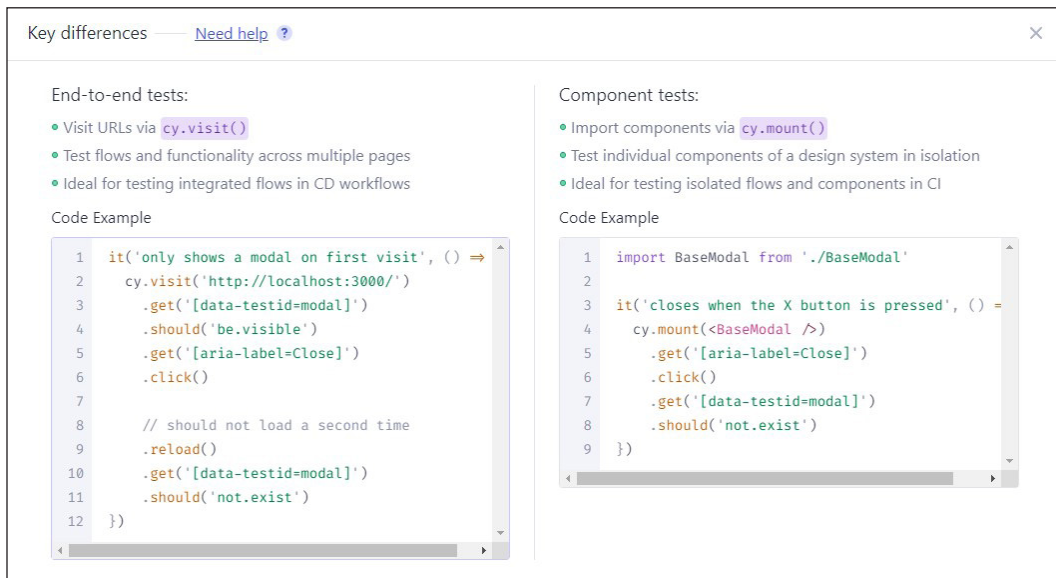 Key differences Need help ?
End-to-end tests:
• Visit URLs via cy.visit()
• Test flows and functionality across multiple pages
• Ideal for testing integrated flows in CD workflows
Code Example
1 it('only shows a modal on first visit', () ⇒
2 cy.visit('http://localhost:3000/')
3 .get('[data-testid=modal]')
4 .should('be.visible')
5 .get('[aria-label=Close]')
6 .click()
7
8 // should not load a second time
9 .reload()
10 .get('[data-testid=modal]')
11 .should('not.exist')
12 })
Component tests:
• Import components via cy.mount()
• Test individual components of a design system in isolation
• Ideal for testing isolated flows and components in CI
Code Example
1 import BaseModal from './BaseModal'
2
3 it('closes when the X button is pressed', () =
4 cy.mount(<BaseModal />)
5 .get('[aria-label=Close]')
6 .click()
7 .get('[data-testid=modal]')
8 .should('not.exist')
9 })